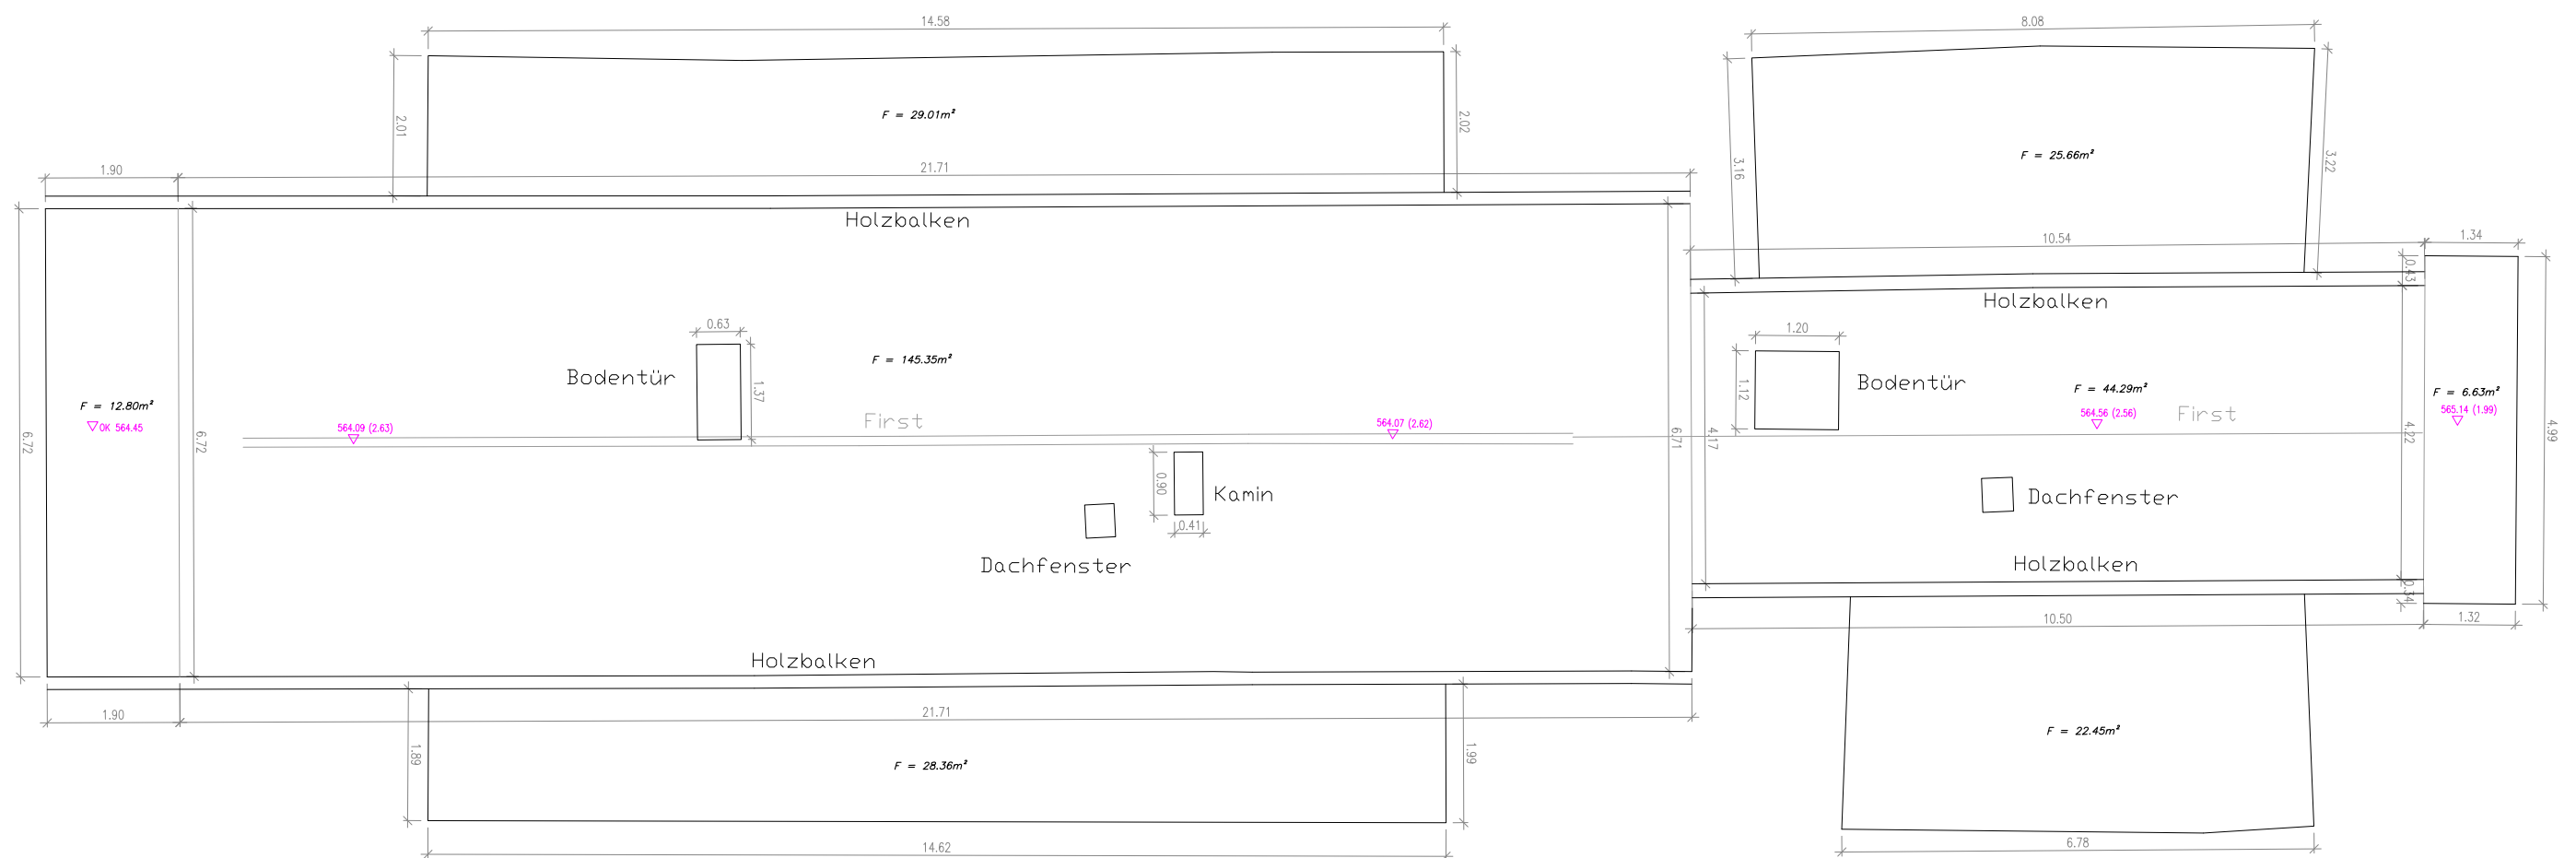 14.58
8.08
F = 29.01m²
2.01
2.02
F = 25.66m²
3.16
3.22
1.90
21.71
Holzbalken
10.54
1.34
0.43
Holzbalken
0.63
1.20
Bodentür
1.37
F = 145.35m²
1.12
Bodentür
F = 44.29m²
F = 6.63m²
F = 12.80m²
OK 564.45
564.09 (2.63)
First
564.07 (2.62)
564.56 (2.56)
First
565.14 (1.99)
6.72
6.72
6.71
4.17
4.22
4.99
0.90
Kamin
0.41
Dachfenster
Dachfenster
Holzbalken
0.34
10.50
1.32
Holzbalken
1.90
21.71
1.89
1.99
F = 28.36m²
F = 22.45m²
14.62
6.78